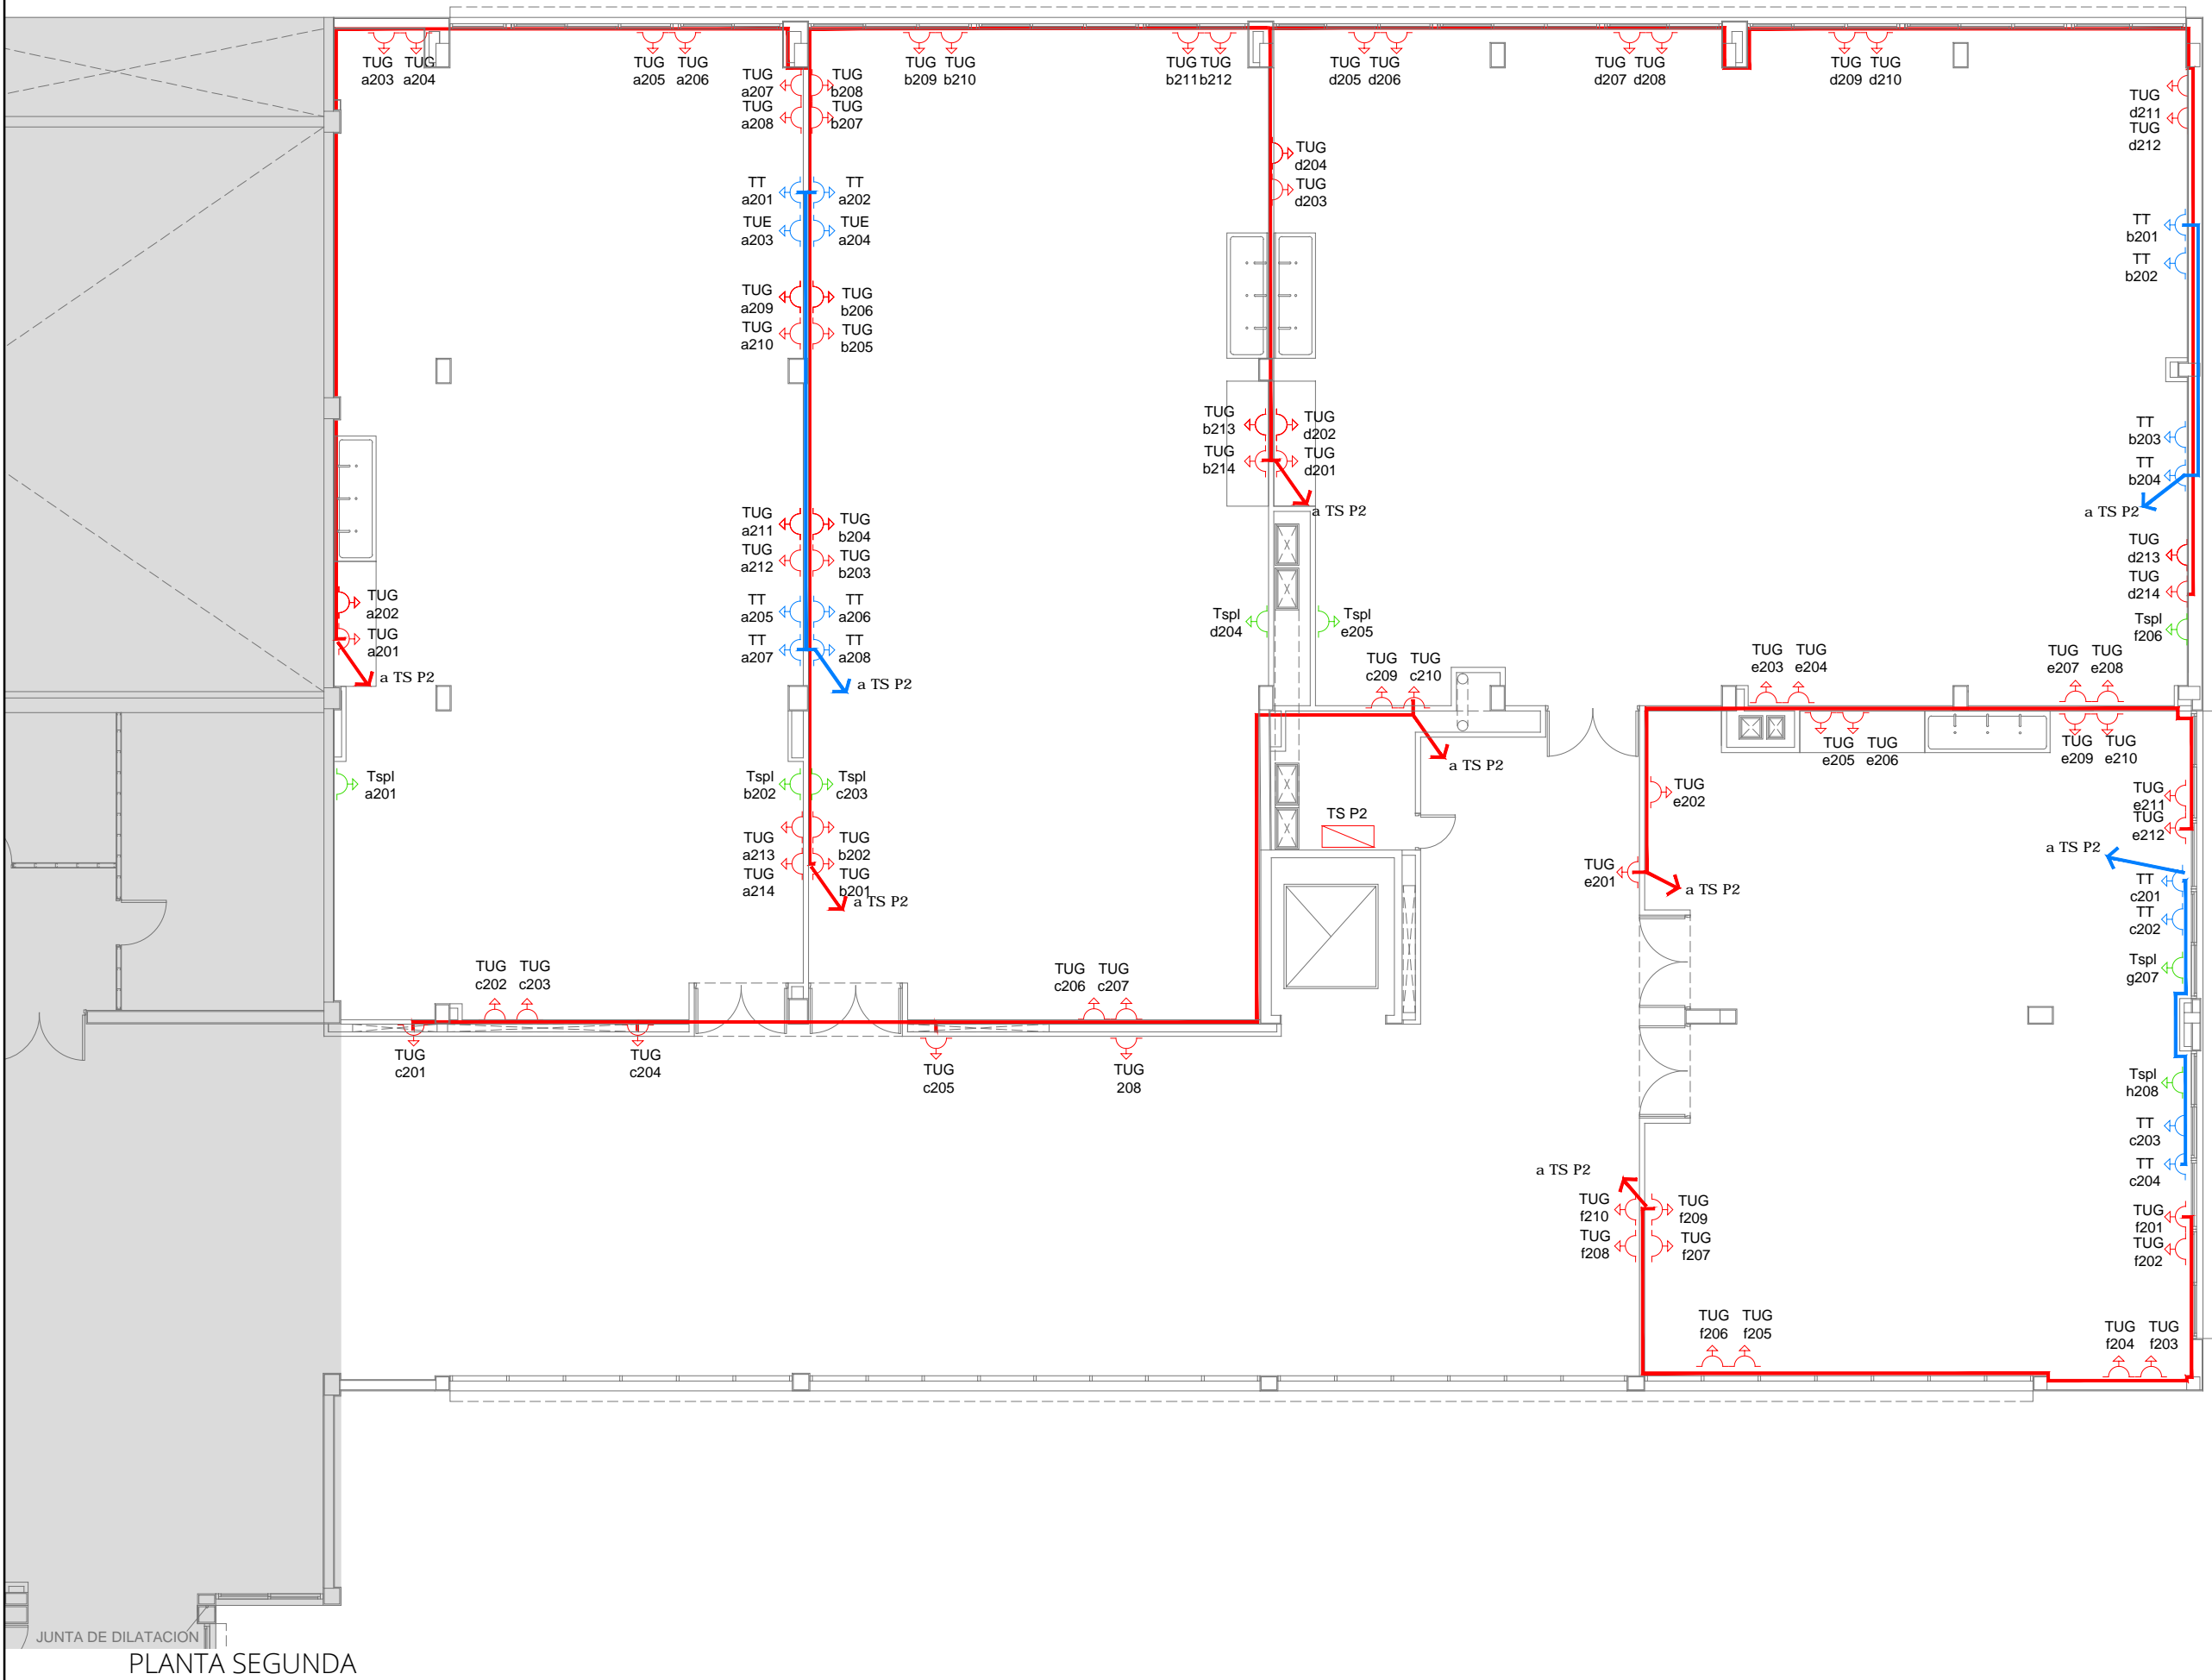 TUG a203
TUG a204
TUG a205
TUG a206
TUG a207
TUG b208
TUG a208
TUG b207
TUG b209
TUG b210
TUG b211
TUG b212
TUG d205
TUG d206
TUG d207
TUG d208
TUG d209
TUG d210
TUG d211
TUG d212
TUG d204
TUG d203
TT a201
TT a202
TUE a203
TUE a204
TT b201
TT b202
TUG a209
TUG b206
TUG a210
TUG b205
TUG b213
TUG d202
TUG b214
TUG d201
a TS P2
TT b203
TT b204
a TS P2
TUG a211
TUG b204
TUG a212
TUG b203
TUG d213
TUG d214
TUG a202
TUG a201
a TS P2
TT a205
TT a206
TT a207
TT a208
a TS P2
Tspl d204
Tspl e205
Tspl f206
TUG c209
TUG c210
a TS P2
TUG e203
TUG e204
TUG e207
TUG e208
TUG e205
TUG e206
TUG e209
TUG e210
Tspl a201
Tspl b202
Tspl c203
TUG e202
TUG e211
TUG e212
TS P2
TUG a213
TUG b202
TUG a214
TUG b201
a TS P2
TUG e201
a TS P2
a TS P2
TT c201
TT c202
Tspl g207
TUG c202
TUG c203
TUG c206
TUG c207
TUG c201
TUG c204
TUG c205
TUG 208
Tspl h208
TT c203
TT c204
a TS P2
TUG f210
TUG f209
TUG f208
TUG f207
TUG f201
TUG f202
TUG f206
TUG f205
TUG f204
TUG f203
JUNTA DE DILATACION
PLANTA SEGUNDA